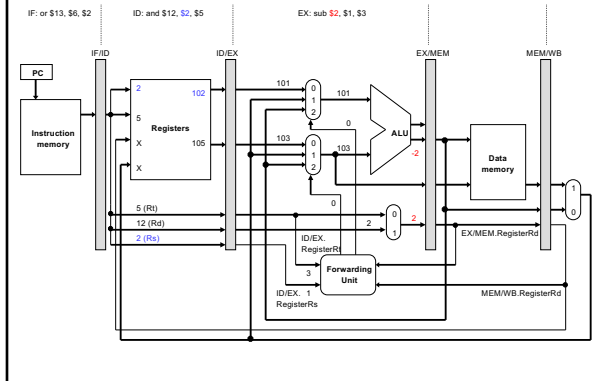 IF: or $13, $6, $2
ID: and $12, $2, $5
EX: sub $2, $1, $3
IF/ID
ID/EX
EX/MEM
MEM/WB
PC
Instruction
memory
2
5
X
X
102
105
Registers
101
0
1
2
101
0
103
0
1
2
103
0
ALU
-2
Data
memory
1
0
5 (Rt)
12 (Rd)
2 (Rs)
2
0
1
2
EX/MEM.RegisterRd
ID/EX.
RegisterRt
3
ID/EX. 1
RegisterRs
Forwarding
Unit
MEM/WB.RegisterRd